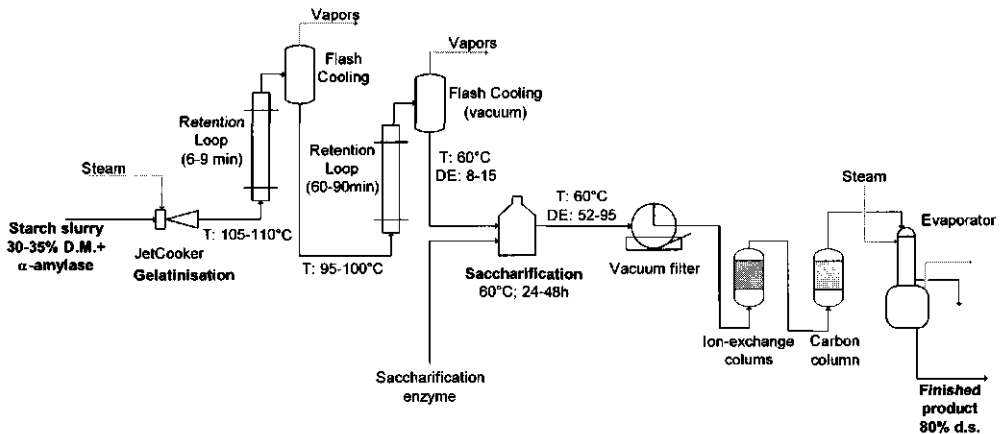 Vapors
Flash
Cooling
Vapors
Flash Cooling
(vacuum)
Retention
Loop
(6-9 min)
Retention
Loop
(60-90min)
T: 60°C
DE: 8-15
Steam
Starch slurry
30-35% D.M.+
α-amylase
JetCooker
Gelatinisation
T: 105-110°C
T: 95-100°C
Saccharification
60°C; 24-48h
Saccharification
enzyme
T: 60°C
DE: 52-95
Vacuum filter
Ion-exchange
colums
Carbon
column
Steam
Evaporator
Finished
product
80% d.s.